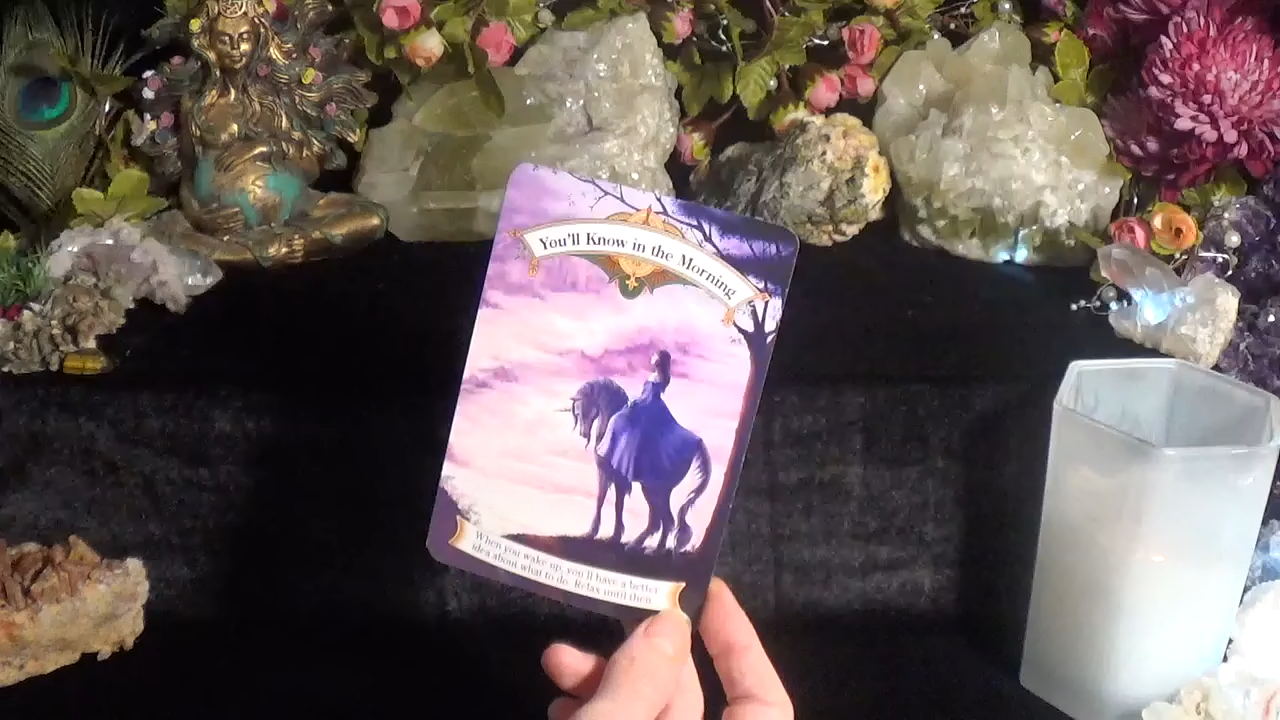 You'll Know in the Morning
When you wake up, you'll have a better
idea about what to do. Relax until then.